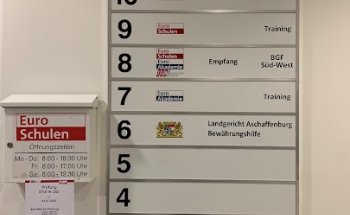 10
9
Euro
Schulen
Training
8
Euro
Schulen
Euro
Akademie
Empfang
BGF
Süd-West
7
Euro
Akademie
Training
6
Landgericht Aschaffenburg
Bewährungshilfe
5
4
Euro
Schulen
Öffnungszeiten
Mo - Do: 8:00 - 18:30 Uhr
Fr: 8:00 - 17:00 Uhr
Sa: 8:00 - 12:30 Uhr
Prüfung